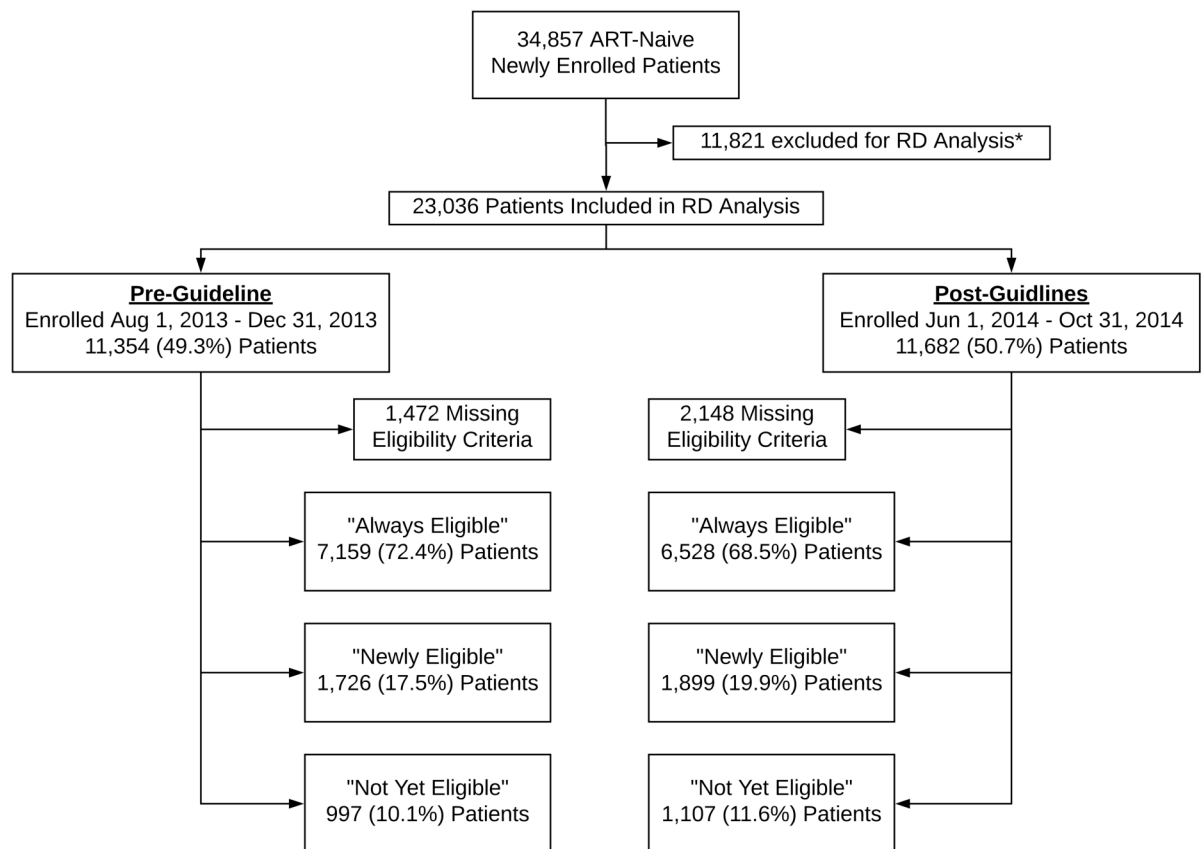 34,857 ART-Naive
Newly Enrolled Patients
11,821 excluded for RD Analysis*
23,036 Patients Included in RD Analysis
Pre-Guideline
Enrolled Aug 1, 2013 - Dec 31, 2013
11,354 (49.3%) Patients
Post-Guidlines
Enrolled Jun 1, 2014 - Oct 31, 2014
11,682 (50.7%) Patients
1,472 Missing
Eligibility Criteria
2,148 Missing
Eligibility Criteria
"Always Eligible"
7,159 (72.4%) Patients
"Always Eligible"
6,528 (68.5%) Patients
"Newly Eligible"
1,726 (17.5%) Patients
"Newly Eligible"
1,899 (19.9%) Patients
"Not Yet Eligible"
997 (10.1%) Patients
"Not Yet Eligible"
1,107 (11.6%) Patients